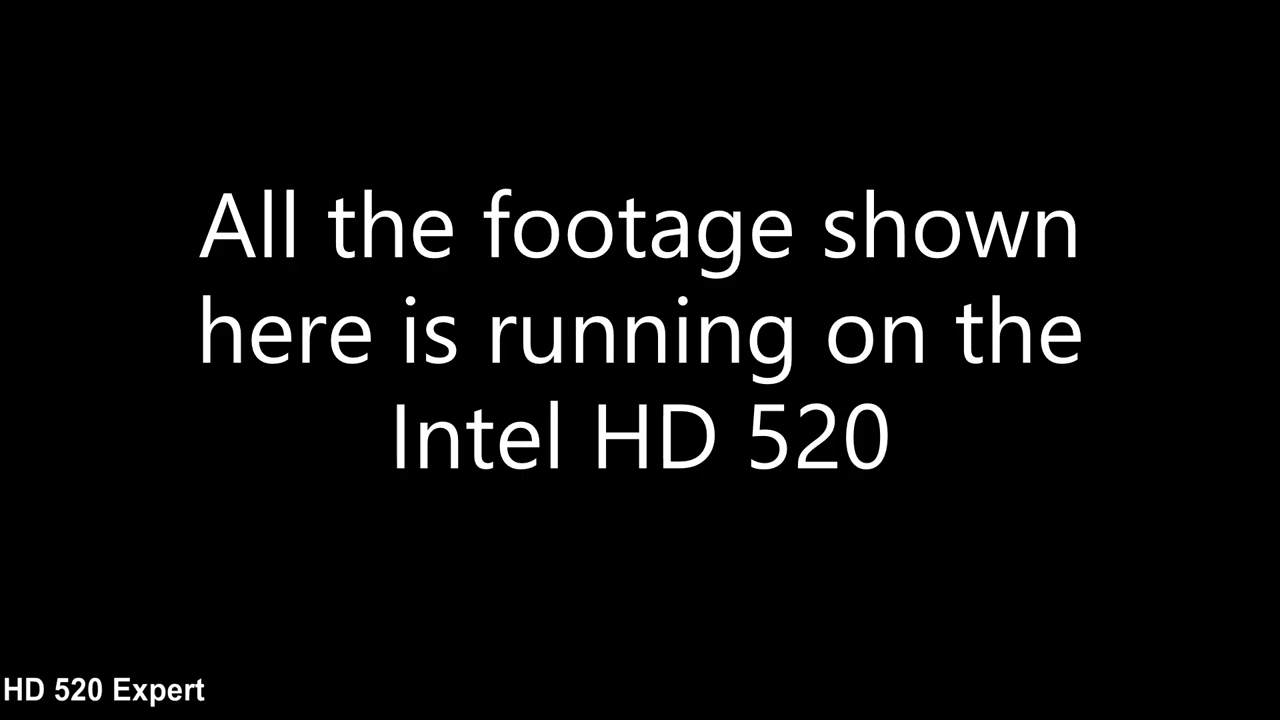 All the footage shown
here is running on the
Intel HD 520
HD 520 Expert